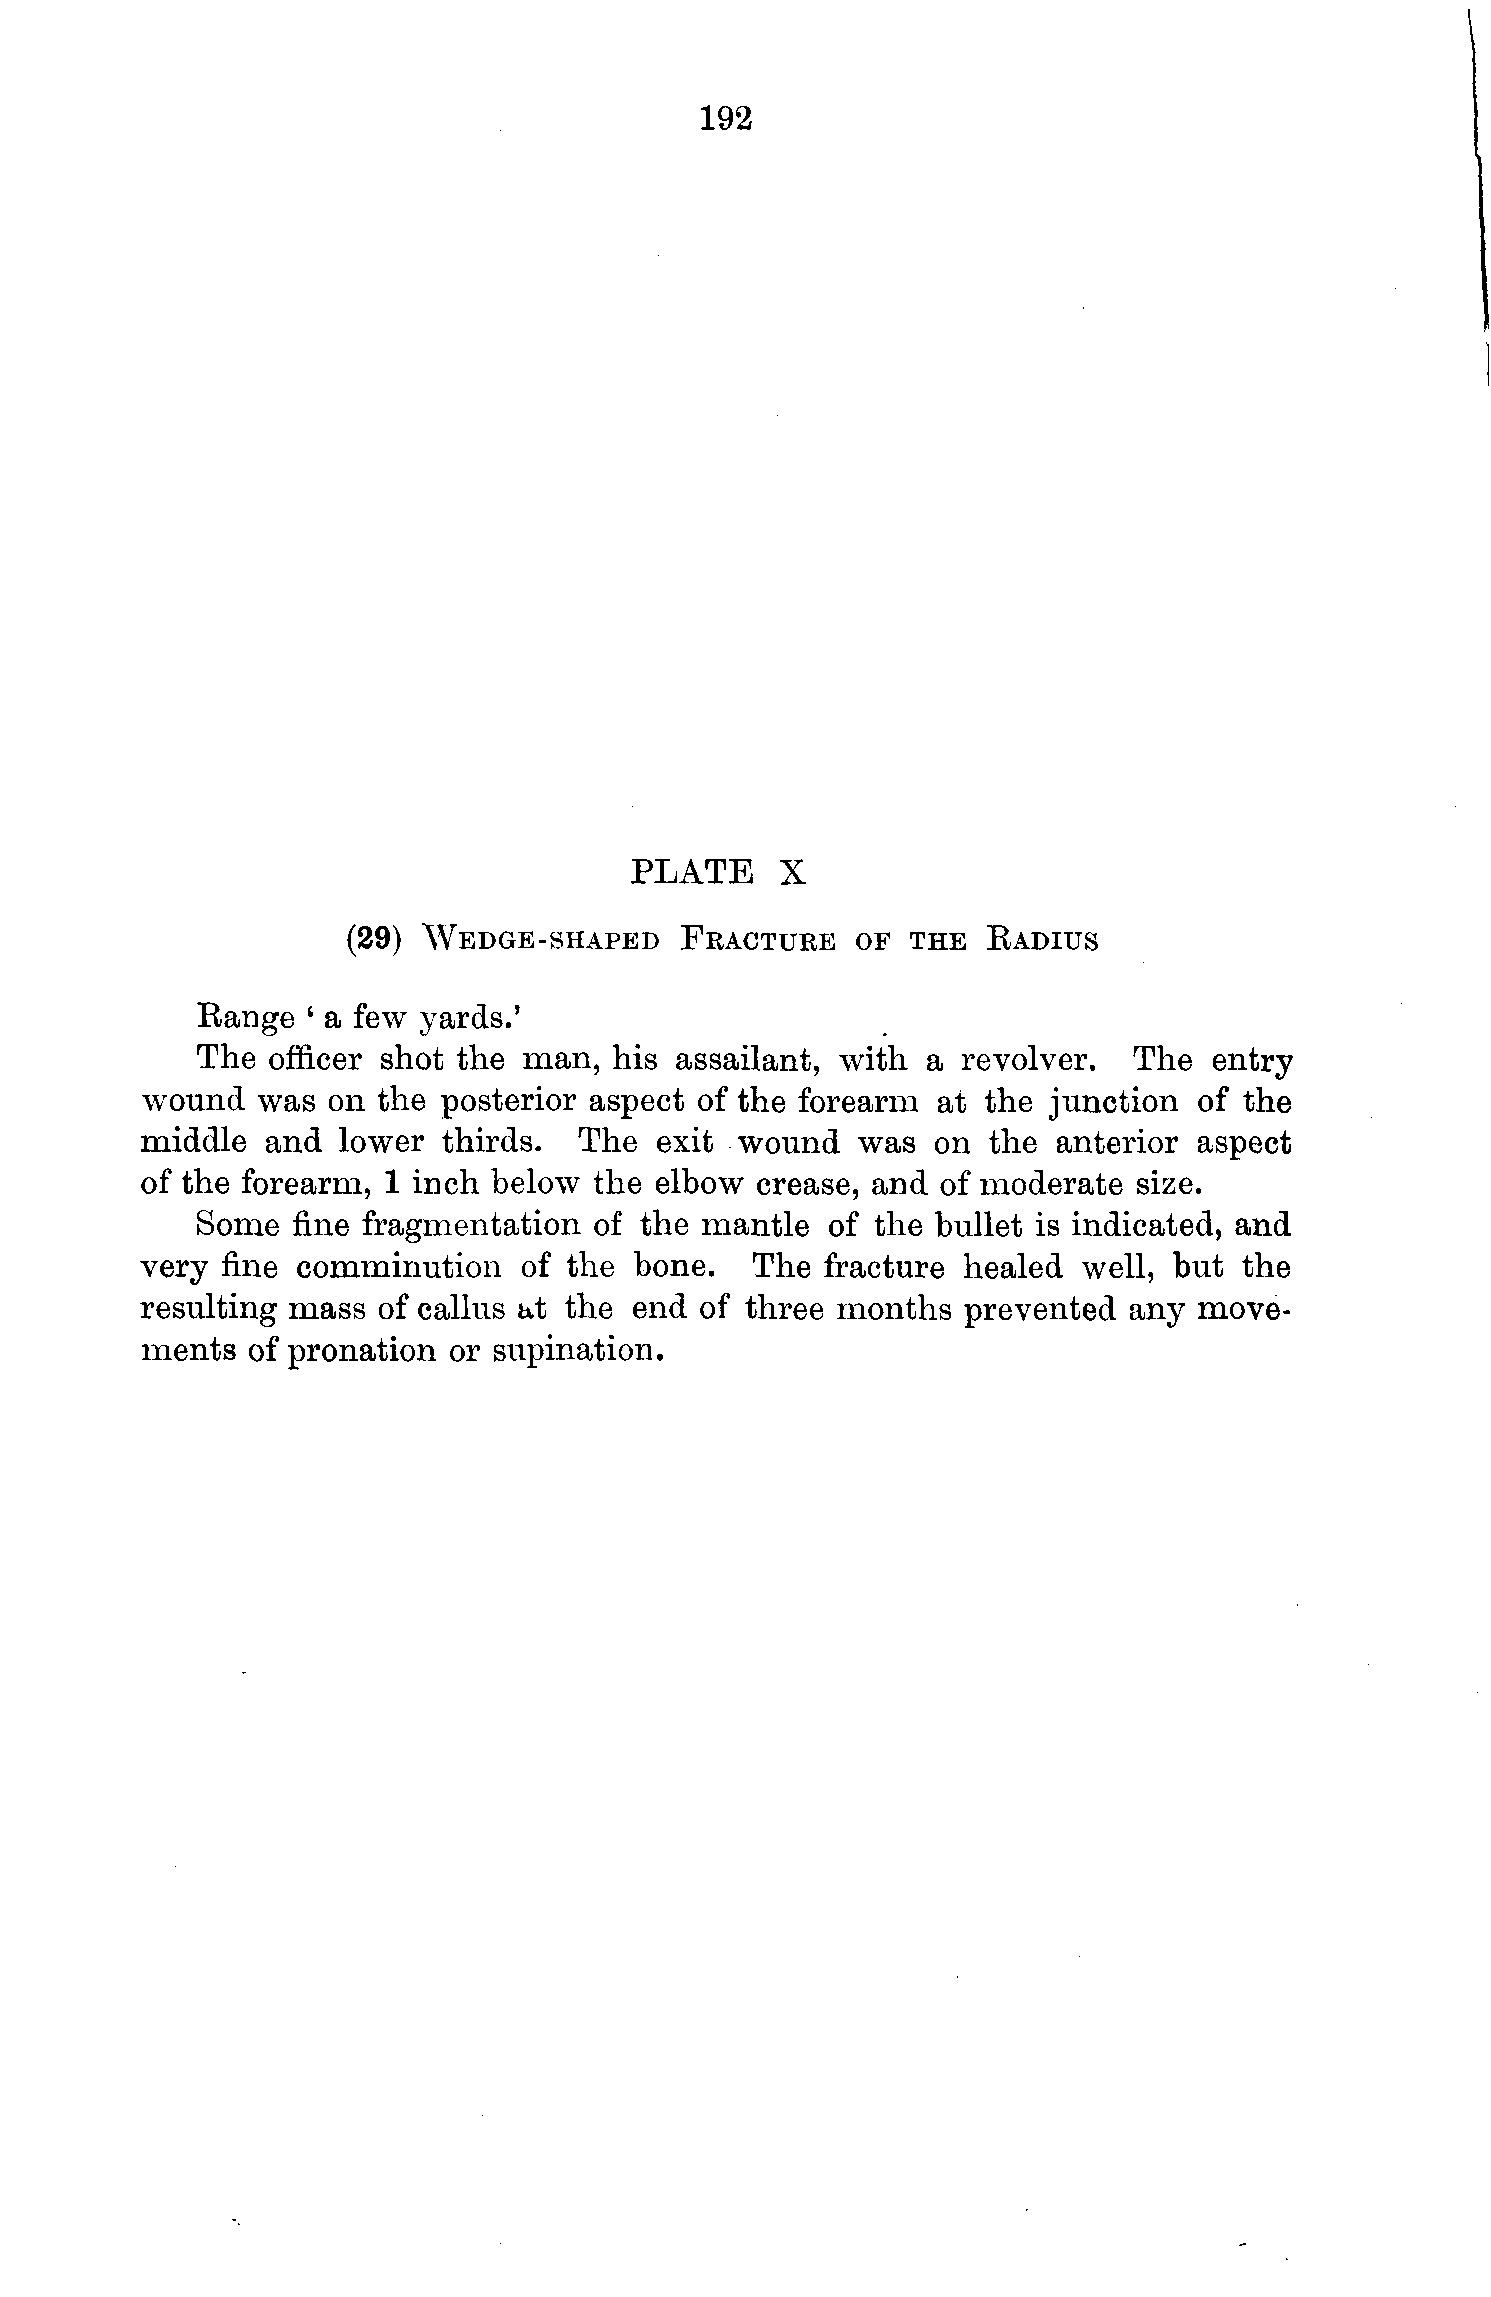 192
PLATE X
(29) WEDGE-SHAPED FRACTURE OF THE RADIUS
Range ‘ a few yards.’
The officer shot the man, his assailant, with a revolver. The entry
wound was on the posterior aspect of the forearm at the junction of the
middle and lower thirds. The exit wound was on the anterior aspect
of the forearm, 1 inch below the elbow crease, and of moderate size.
Some fine fragmentation of the mantle of the bullet is indicated, and
very fine comminution of the bone. The fracture healed well, but the
resulting mass of callus at the end of three months prevented any move-
ments of pronation or supination.